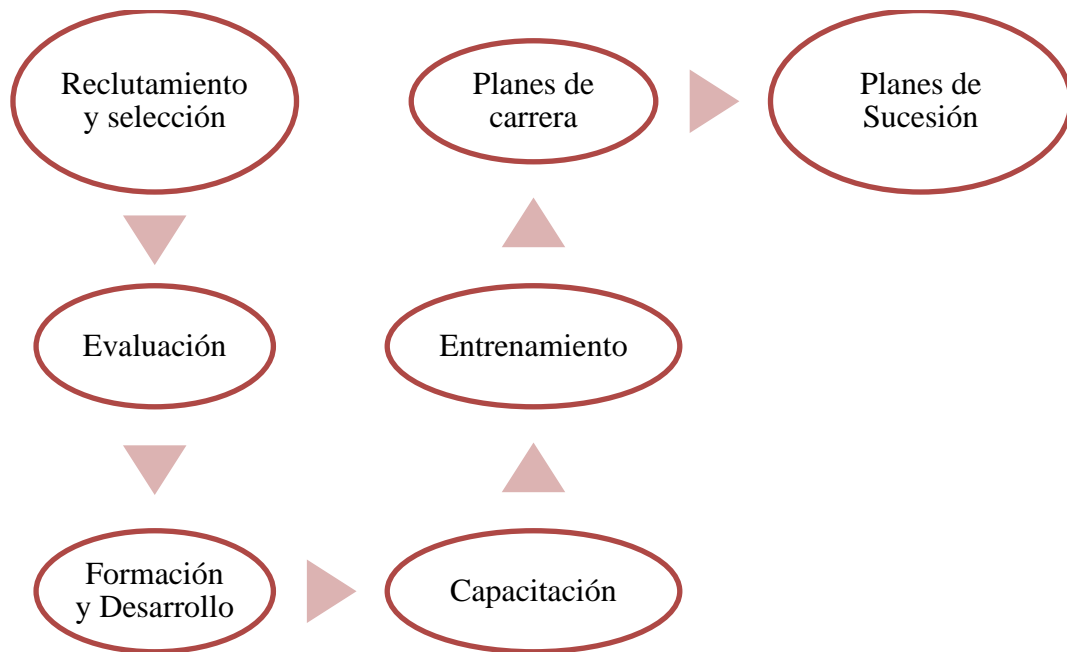 Reclutamiento
y selección
Evaluación
Formación
y Desarrollo
Capacitación
Entrenamiento
Planes de
carrera
Planes de
Sucesión